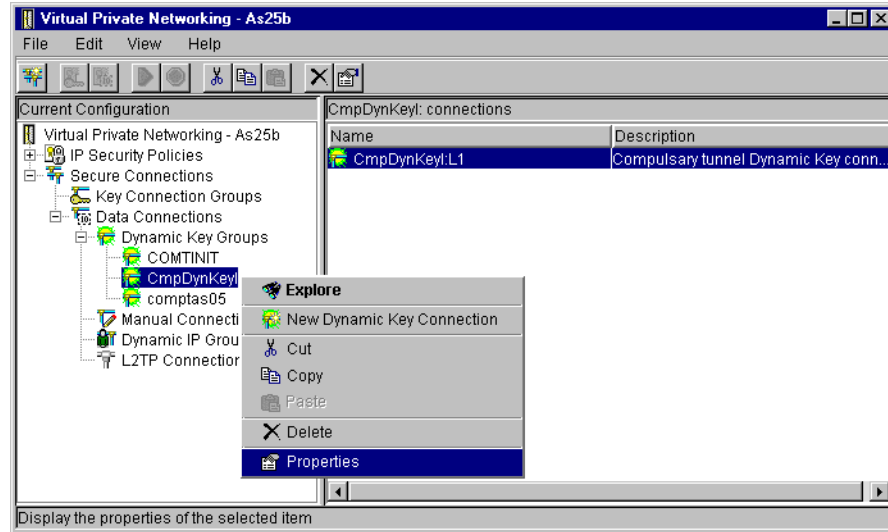 Virtual Private Networking - As25b
File Edit View Help
Current Configuration
CmpDynKeyl: connections
Virtual Private Networking - As25b
IP Security Policies
Secure Connections
Key Connection Groups
Data Connections
Dynamic Key Groups
COMTINIT
CmpDynKeyl
comptas05
Manual Connecti
Dynamic IP Grou
L2TP Connection
Name Description
CmpDynKeyl:L1 Compulsary tunnel Dynamic Key conn...
Explore
New Dynamic Key Connection
Cut
Copy
Paste
Delete
Properties
Display the properties of the selected item